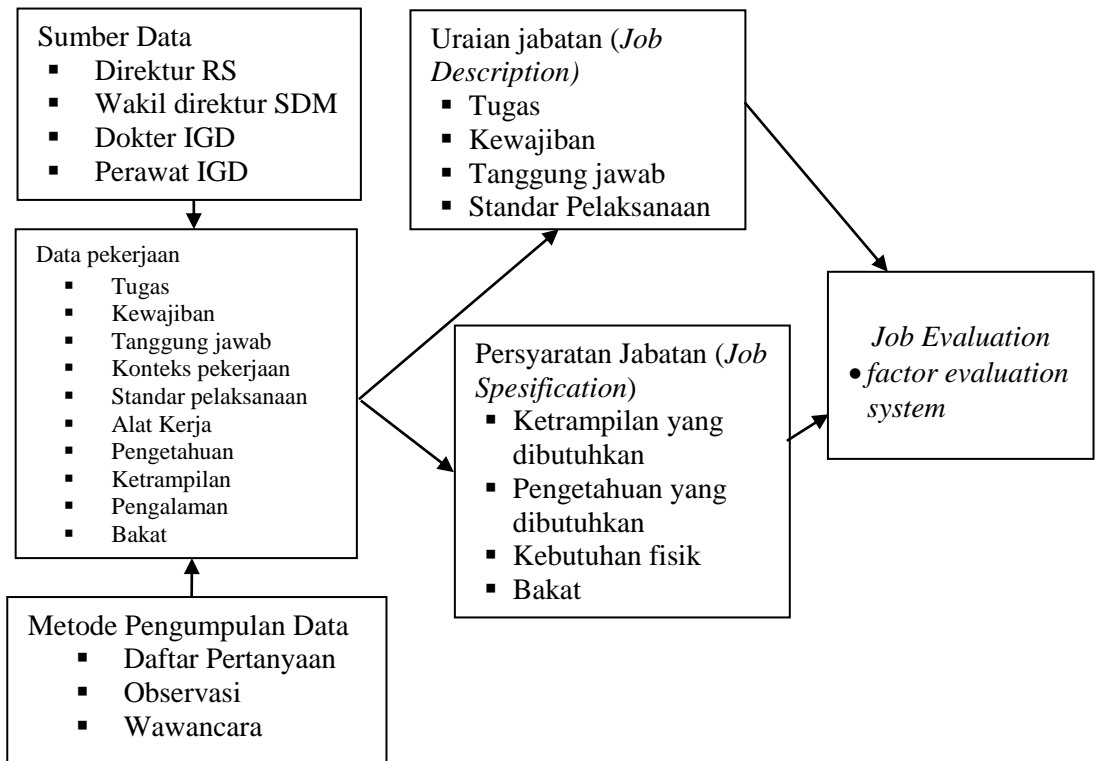 Sumber Data
▪ Direktur RS
▪ Wakil direktur SDM
▪ Dokter IGD
▪ Perawat IGD
Data pekerjaan
▪ Tugas
▪ Kewajiban
▪ Tanggung jawab
▪ Konteks pekerjaan
▪ Standar pelaksanaan
▪ Alat Kerja
▪ Pengetahuan
▪ Ketrampilan
▪ Pengalaman
▪ Bakat
Metode Pengumpulan Data
▪ Daftar Pertanyaan
▪ Observasi
▪ Wawancara
Uraian jabatan (Job
Description)
▪ Tugas
▪ Kewajiban
▪ Tanggung jawab
▪ Standar Pelaksanaan
Persyaratan Jabatan (Job
Spesification)
▪ Ketrampilan yang
dibutuhkan
▪ Pengetahuan yang
dibutuhkan
▪ Kebutuhan fisik
▪ Bakat
Job Evaluation
• factor evaluation
system